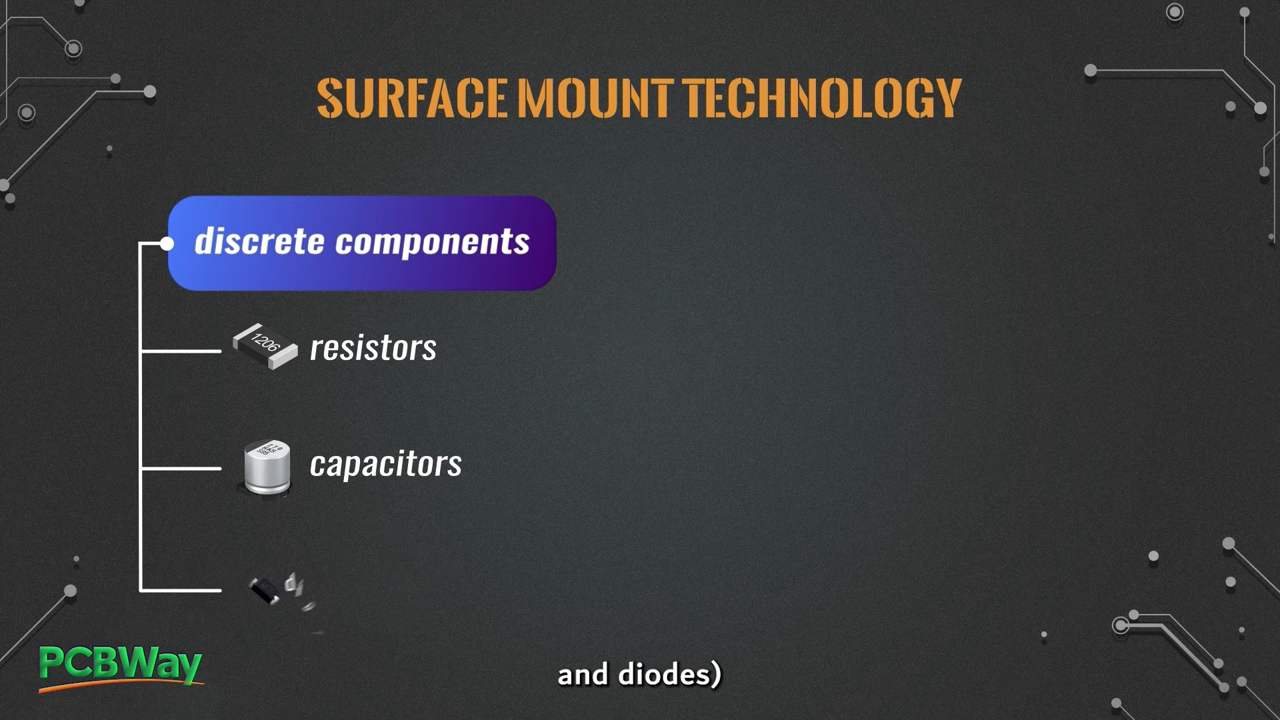 SURFACE MOUNT TECHNOLOGY
discrete components
1206
resistors
capacitors
PCBWay
and diodes)